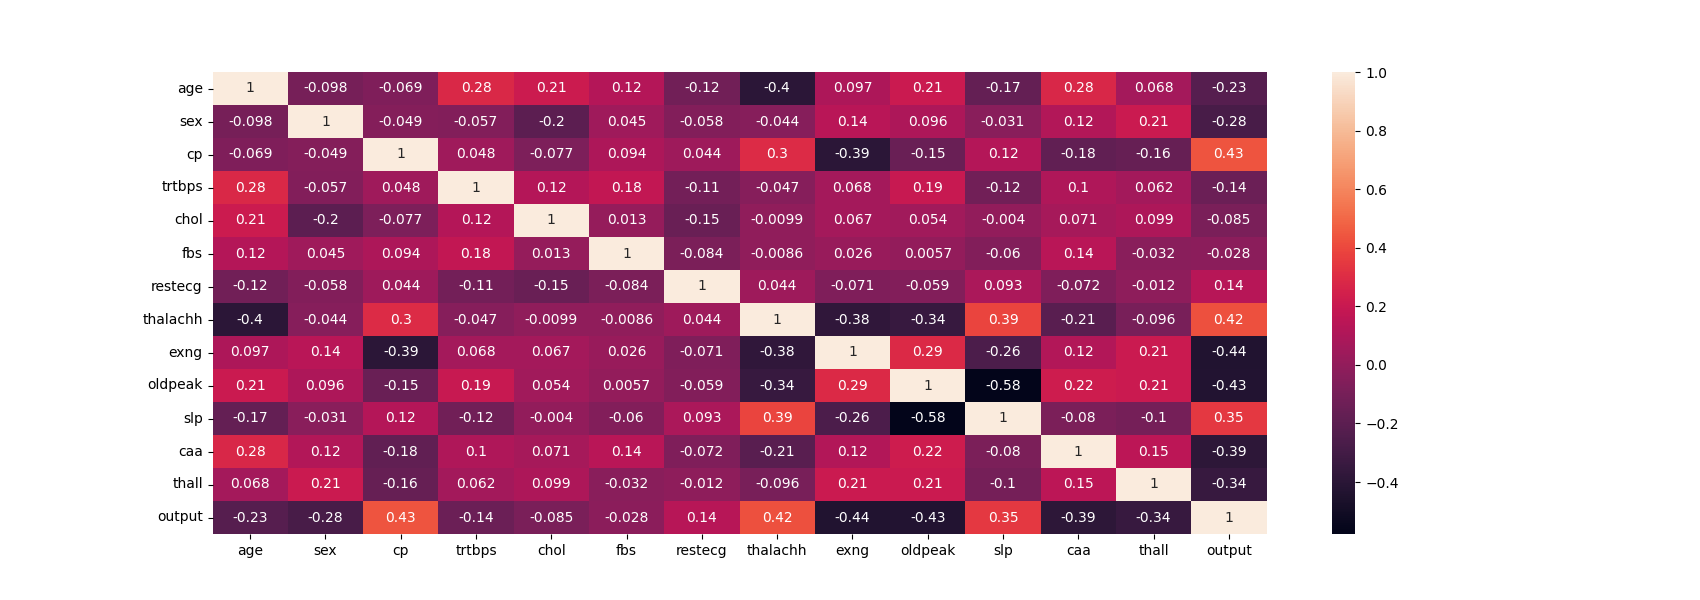 age 1 -0.098 -0.069 0.28 0.21 0.12 -0.12 -0.4 0.097 0.21 -0.17 0.28 0.068 -0.23
sex -0.098 1 -0.049 -0.057 -0.2 0.045 -0.058 -0.044 0.14 0.096 -0.031 0.12 0.21 -0.28
cp -0.069 -0.049 1 0.048 -0.077 0.094 0.044 0.3 -0.39 -0.15 0.12 -0.18 -0.16 0.43
trtbps 0.28 -0.057 0.048 1 0.12 0.18 -0.11 -0.047 0.068 0.19 -0.12 0.1 0.062 -0.14
chol 0.21 -0.2 -0.077 0.12 1 0.013 -0.15 -0.0099 0.067 0.054 -0.004 0.071 0.099 -0.085
fbs 0.12 0.045 0.094 0.18 0.013 1 -0.084 -0.0086 0.026 0.0057 -0.06 0.14 -0.032 -0.028
restecg -0.12 -0.058 0.044 -0.11 -0.15 -0.084 1 0.044 -0.071 -0.059 0.093 -0.072 -0.012 0.14
thalachh -0.4 -0.044 0.3 -0.047 -0.0099 -0.0086 0.044 1 -0.38 -0.34 0.39 -0.21 -0.096 0.42
exng 0.097 0.14 -0.39 0.068 0.067 0.026 -0.071 -0.38 1 0.29 -0.26 0.12 0.21 -0.44
oldpeak 0.21 0.096 -0.15 0.19 0.054 0.0057 -0.059 -0.34 0.29 1 -0.58 0.22 0.21 -0.43
slp -0.17 -0.031 0.12 -0.12 -0.004 -0.06 0.093 0.39 -0.26 -0.58 1 -0.08 -0.1 0.35
caa 0.28 0.12 -0.18 0.1 0.071 0.14 -0.072 -0.21 0.12 0.22 -0.08 1 0.15 -0.39
thall 0.068 0.21 -0.16 0.062 0.099 -0.032 -0.012 -0.096 0.21 0.21 -0.1 0.15 1 -0.34
output -0.23 -0.28 0.43 -0.14 -0.085 -0.028 0.14 0.42 -0.44 -0.43 0.35 -0.39 -0.34 1
age sex cp trtbps chol fbs restecg thalachh exng oldpeak slp caa thall output
1.0
0.8
0.6
0.4
0.2
0.0
−0.2
−0.4